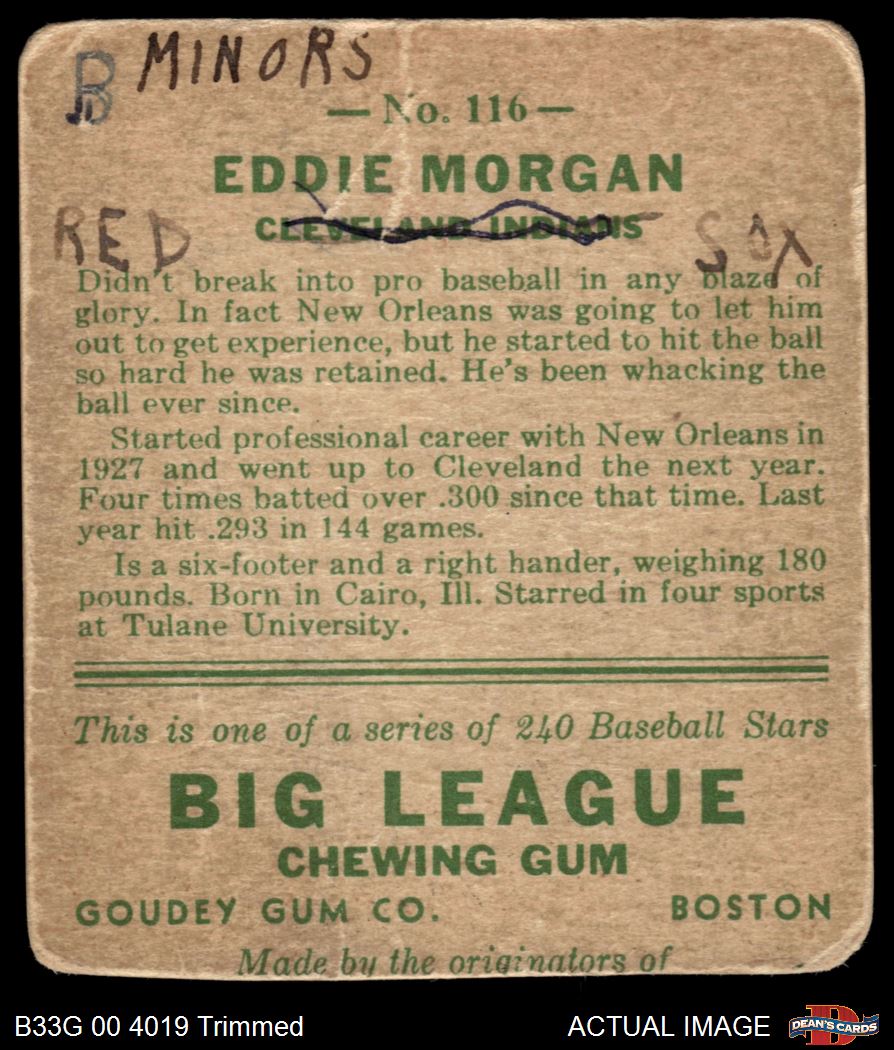 B MINORS
— No. 116 —
EDDIE MORGAN
CLEVELAND INDIANS
RED SOX
Didn't break into pro baseball in any blaze of
glory. In fact New Orleans was going to let him
out to get experience, but he started to hit the ball
so hard he was retained. He's been whacking the
ball ever since.
Started professional career with New Orleans in
1927 and went up to Cleveland the next year.
Four times batted over .300 since that time. Last
year hit .293 in 144 games.
Is a six-footer and a right hander, weighing 180
pounds. Born in Cairo, Ill. Starred in four sports
at Tulane University.
This is one of a series of 240 Baseball Stars
BIG LEAGUE
CHEWING GUM
GOUDEY GUM CO. BOSTON
Made by the originators of
B33G 00 4019 Trimmed ACTUAL IMAGE DEAN'S CARDS